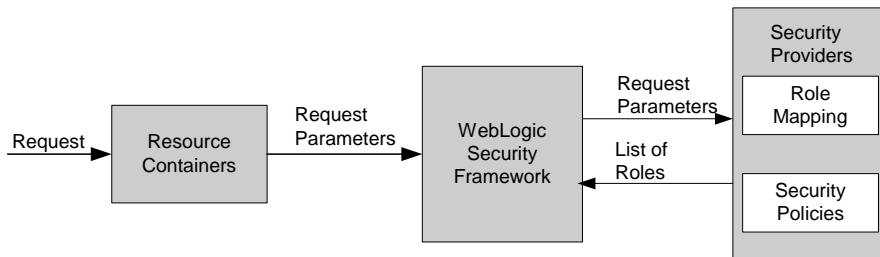 Request
Resource
Containers
Request
Parameters
WebLogic
Security
Framework
Request
Parameters
List of
Roles
Security
Providers
Role
Mapping
Security
Policies